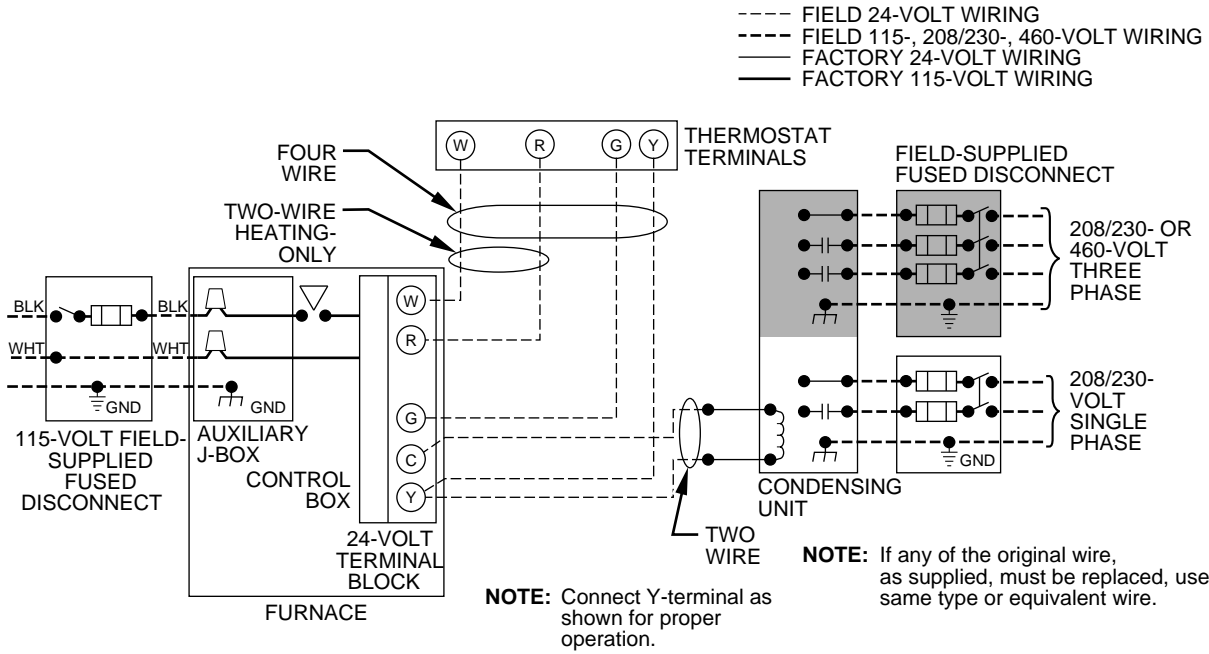 FIELD 24-VOLT WIRING
FIELD 115-, 208/230-, 460-VOLT WIRING
FACTORY 24-VOLT WIRING
FACTORY 115-VOLT WIRING
W
R
G
Y
THERMOSTAT
TERMINALS
FOUR
WIRE
TWO-WIRE
HEATING-
ONLY
FIELD-SUPPLIED
FUSED DISCONNECT
208/230- OR
460-VOLT
THREE
PHASE
BLK
BLK
WHT
WHT
GND
GND
W
R
G
C
Y
115-VOLT FIELD-
SUPPLIED
FUSED
DISCONNECT
AUXILIARY
J-BOX
CONTROL
BOX
24-VOLT
TERMINAL
BLOCK
FURNACE
208/230-
VOLT
SINGLE
PHASE
GND
CONDENSING
UNIT
TWO
WIRE
NOTE: Connect Y-terminal as
shown for proper
operation.
NOTE: If any of the original wire,
as supplied, must be replaced, use
same type or equivalent wire.